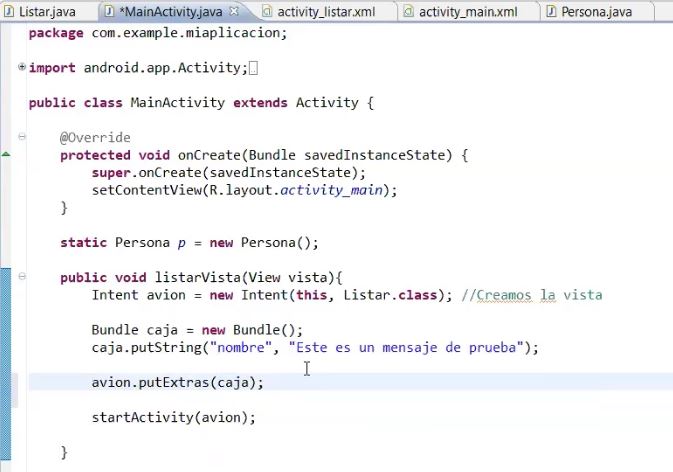 Listar.java *MainActivity.java activity_listar.xml activity_main.xml Persona.java
package com.example.miaplicacion;
import android.app.Activity;
public class MainActivity extends Activity {
@Override
protected void onCreate(Bundle savedInstanceState) {
super.onCreate(savedInstanceState);
setContentView(R.layout.activity_main);
}
static Persona p = new Persona();
public void listarVista(View vista){
Intent avion = new Intent(this, Listar.class); //Creamos la vista
Bundle caja = new Bundle();
caja.putString("nombre", "Este es un mensaje de prueba");
avion.putExtras(caja);
startActivity(avion);
}